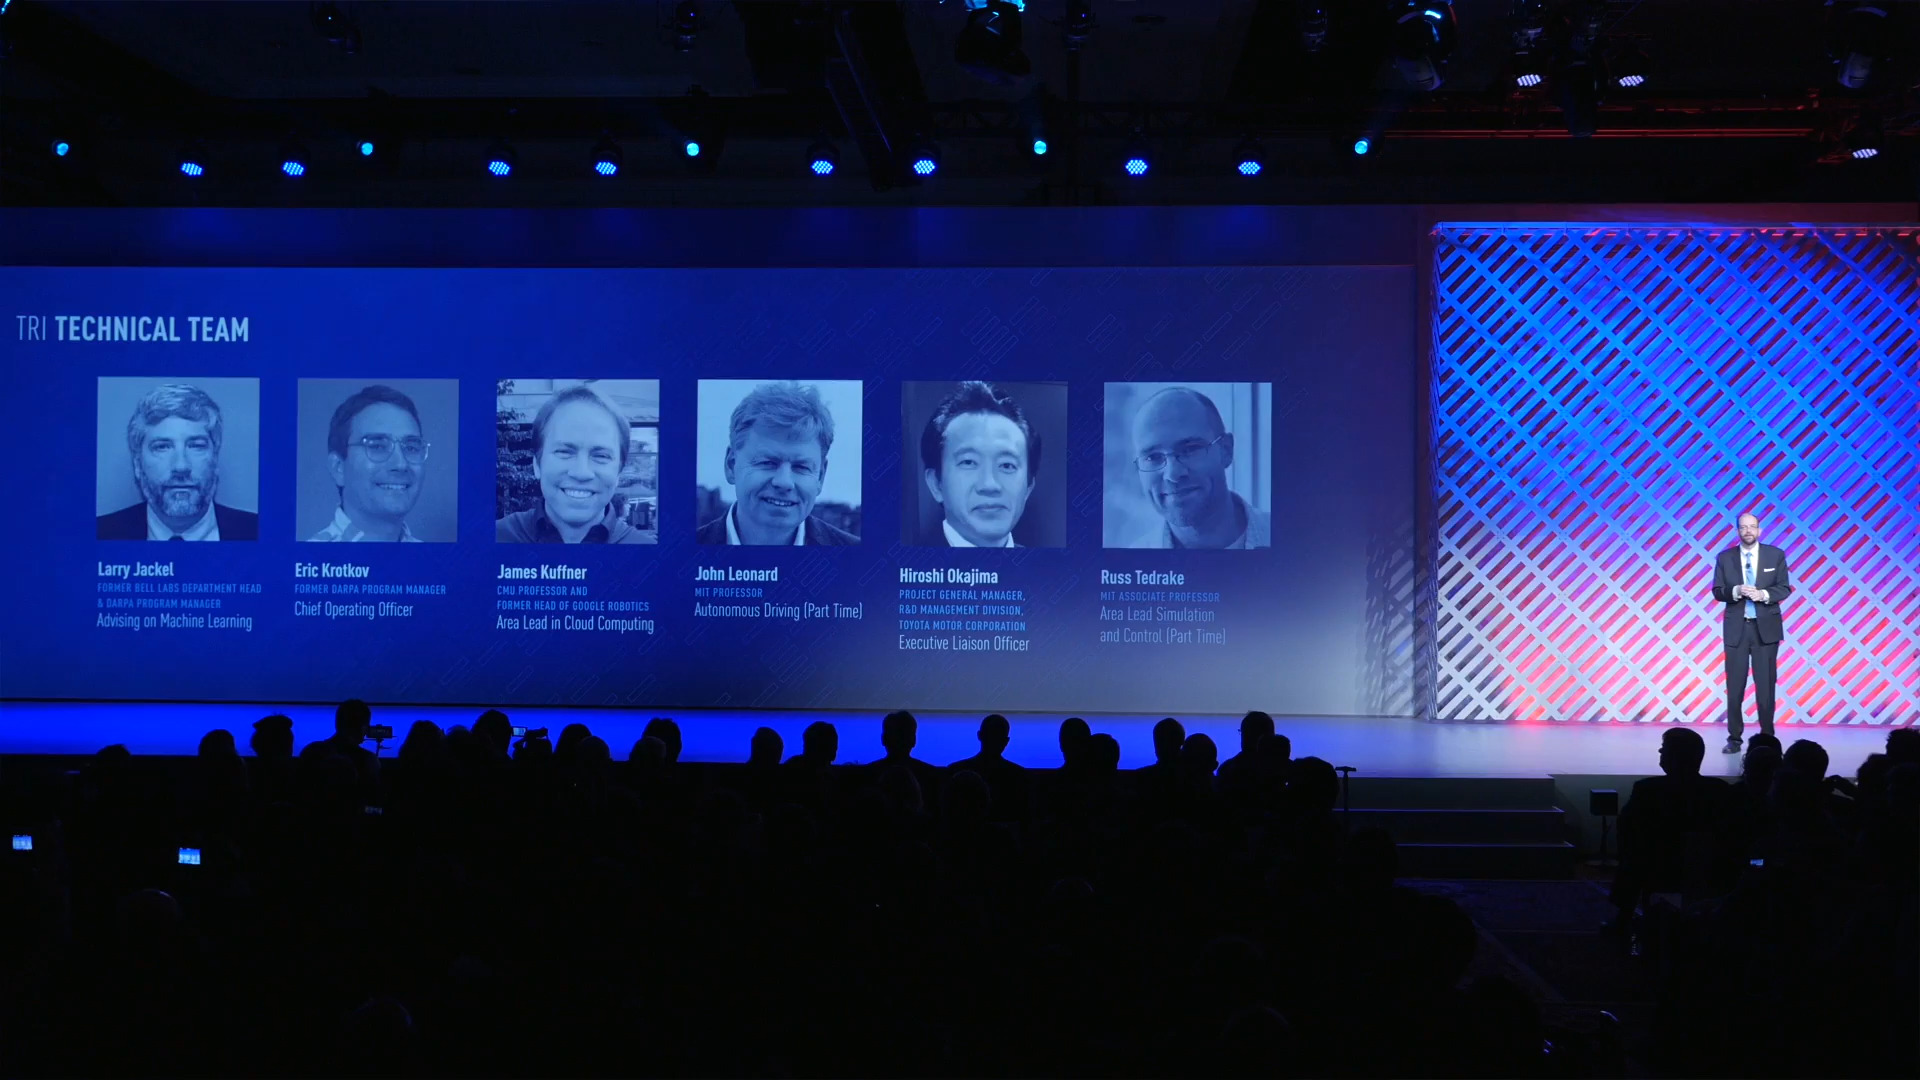 TRI TECHNICAL TEAM
Larry Jackel
FORMER BELL LABS DEPARTMENT HEAD
& DARPA PROGRAM MANAGER
Advising on Machine Learning
Eric Krotkov
FORMER DARPA PROGRAM MANAGER
Chief Operating Officer
James Kuffner
CMU PROFESSOR AND
FORMER HEAD OF GOOGLE ROBOTICS
Area Lead in Cloud Computing
John Leonard
MIT PROFESSOR
Autonomous Driving (Part Time)
Hiroshi Okajima
PROJECT GENERAL MANAGER,
R&D MANAGEMENT DIVISION,
TOYOTA MOTOR CORPORATION
Executive Liaison Officer
Russ Tedrake
MIT ASSOCIATE PROFESSOR
Area Lead Simulation
and Control (Part Time)